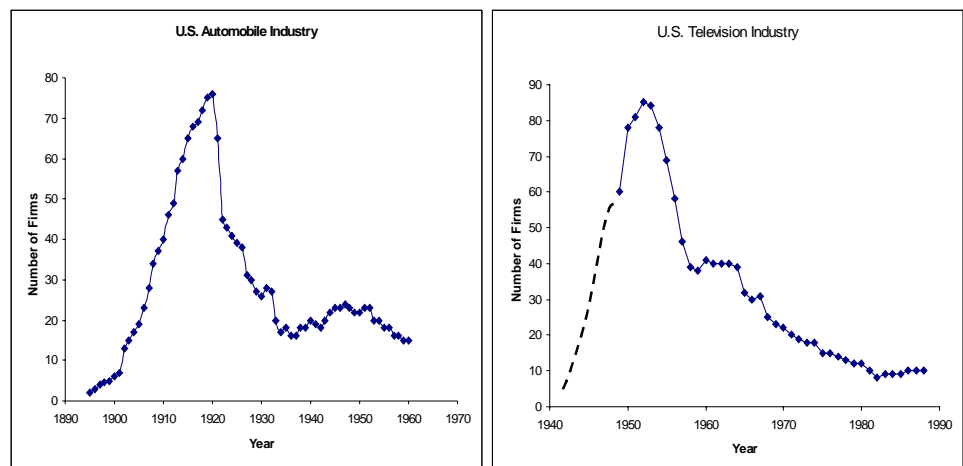 U.S. Automobile Industry
80
70
60
50
40
30
20
10
0
Number of Firms
1890 1900 1910 1920 1930 1940 1950 1960 1970
Year
U.S. Television Industry
90
80
70
60
50
40
30
20
10
0
Number of Firms
1940 1950 1960 1970 1980 1990
Year